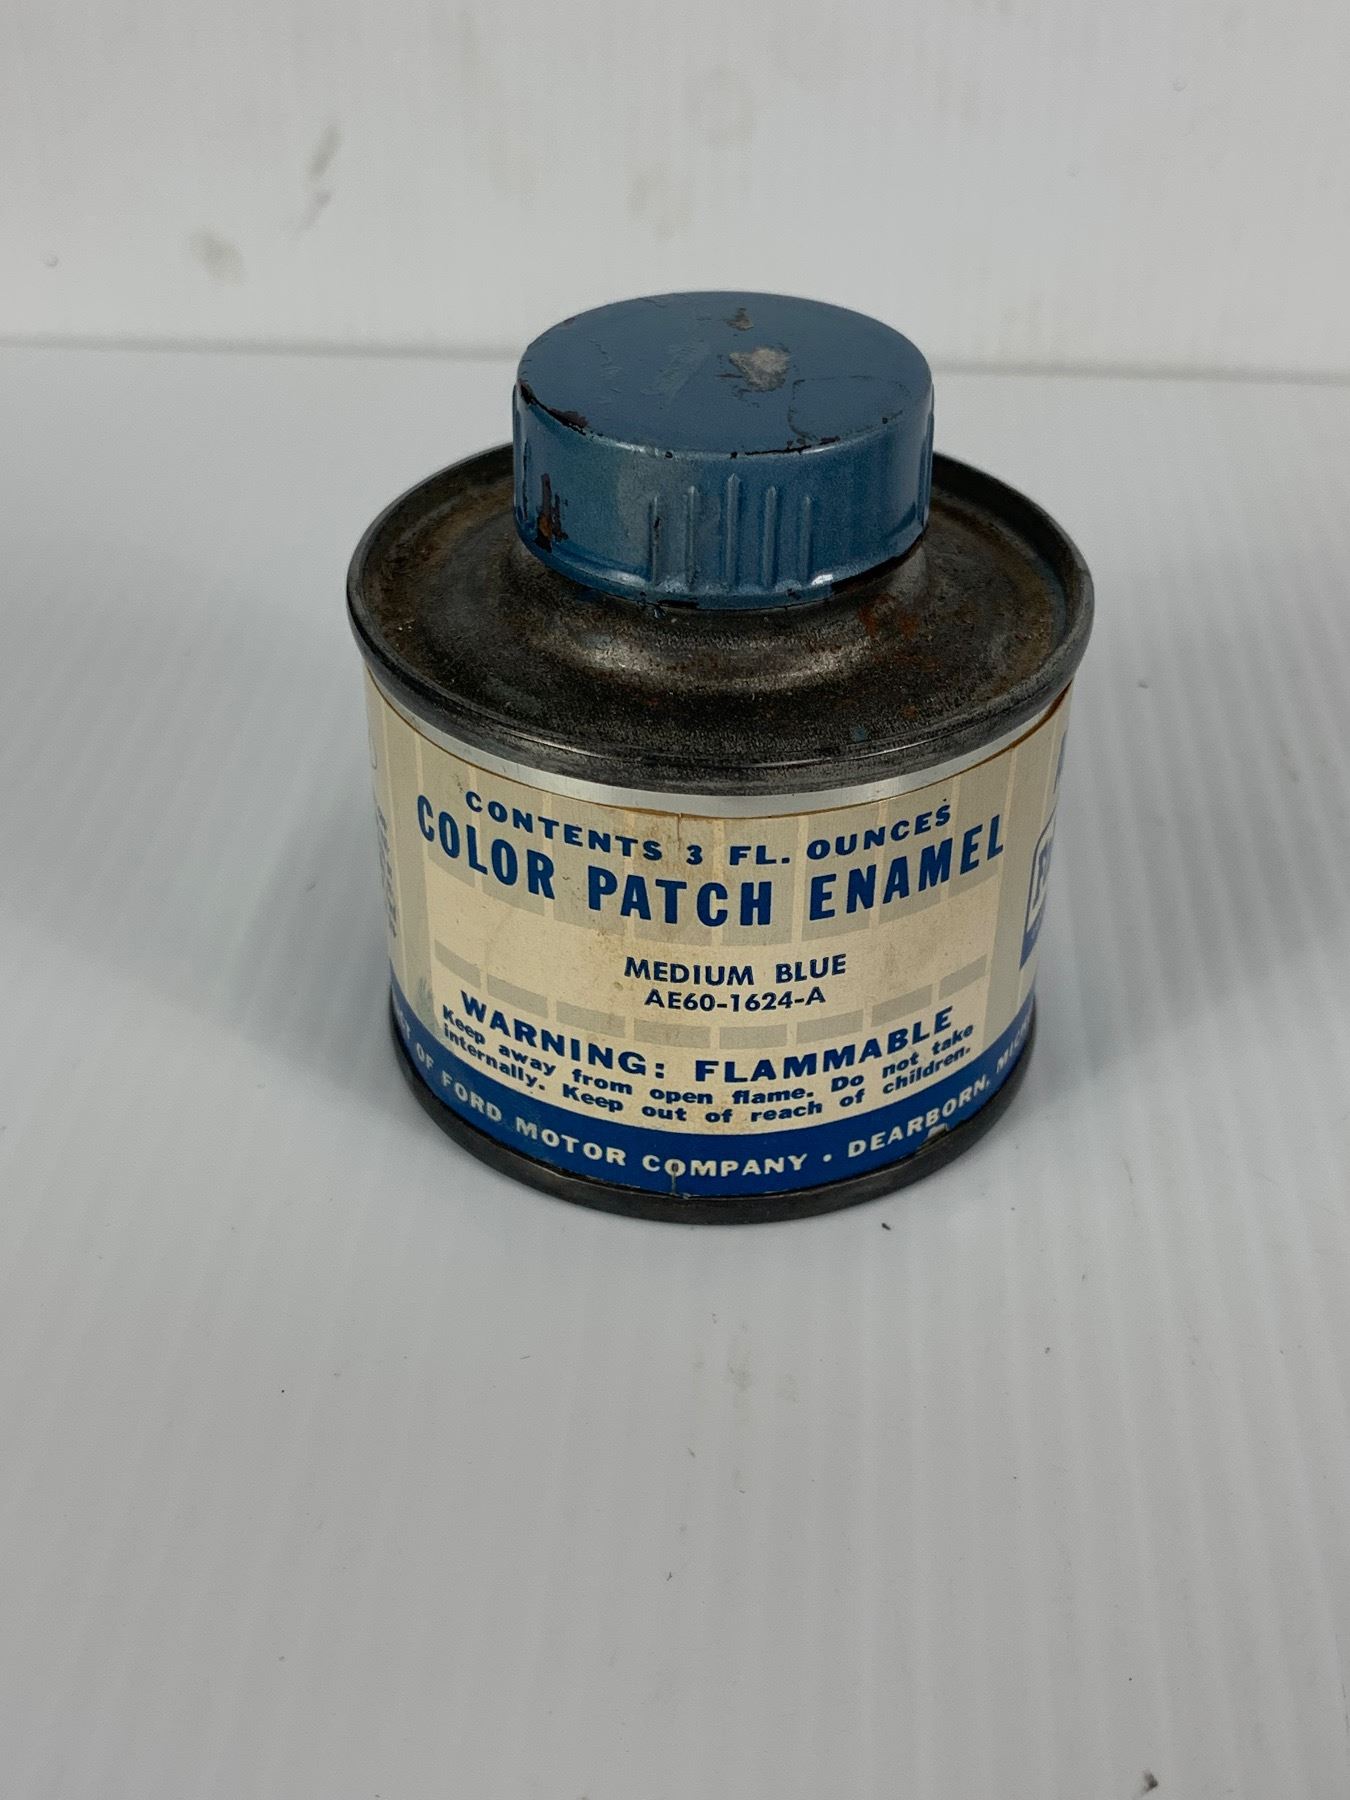 CONTENTS 3 FL. OUNCES
COLOR PATCH ENAMEL
MEDIUM BLUE
AE60-1624-A
WARNING: FLAMMABLE
Keep away from open flame. Do not take
internally. Keep out of reach of children.
OF FORD MOTOR COMPANY • DEARBORN,